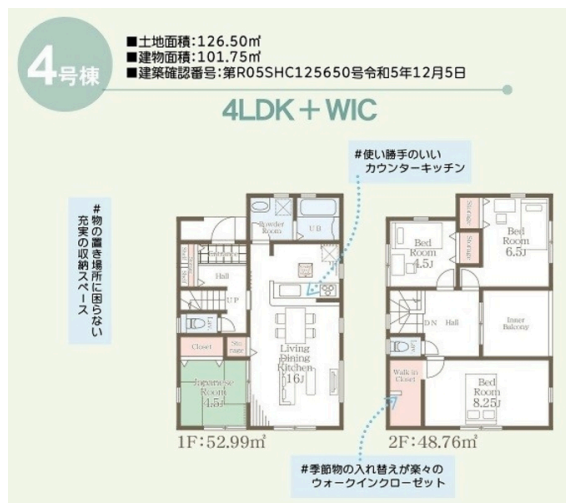 4号棟
■土地面積:126.50㎡
■建物面積:101.75㎡
■建築確認番号:第R05SHC125650号令和5年12月5日
4LDK+WIC
#使い勝手のいい
カウンターキッチン
#物の置き場所に困らない
充実の収納スペース
Powder
Room
U B
Entrance
Hall
U P
Closet
Living
Dining
Kitchen
16J
Japanese
Room
4.5J
1F:52.99㎡
Storage
Storage
Bed
Room
4.5J
Bed
Room
6.5J
D N
Hall
Inner
Balcony
Walk in
Closet
Bed
Room
8.25J
2F:48.76㎡
#季節物の入れ替えが楽々の
ウォークインクローゼット